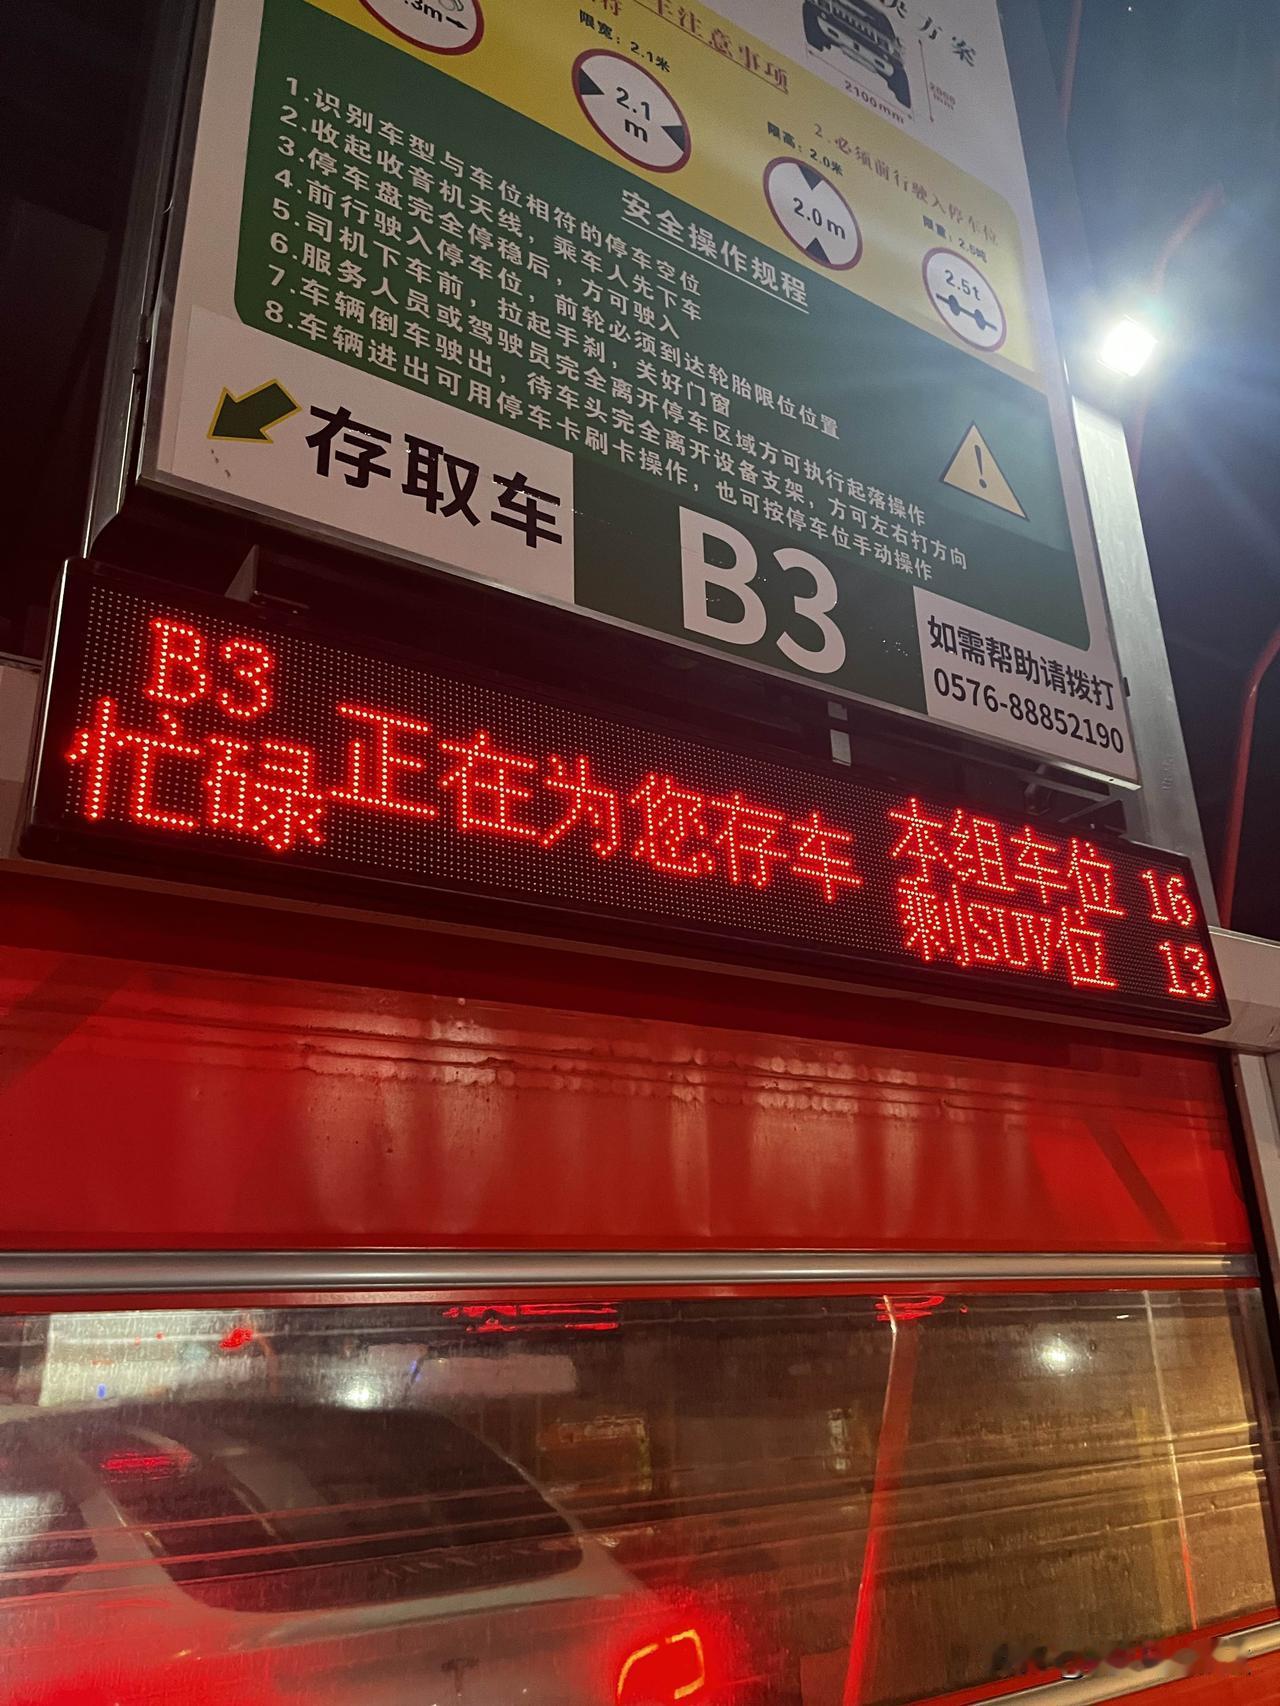 .3m
方案
车注意事项
限宽：2.1米
2.1
m
2100mm
2000
mm
2.必须前行驶入停车位
限高：2.0米
2.0m
限重：2.5吨
2.5t
安全操作规程
1.识别车型与车位相符的停车空位
2.收起收音机天线，乘车人先下车
3.停车盘完全停稳后，方可驶入
4.前行驶入停车位，前轮必须到达轮胎限位位置
5.司机下车前，拉起手刹，关好门窗
6.服务人员或驾驶员完全离开停车区域方可执行起落操作
7.车辆倒车驶出，待车头完全离开设备支架，方可左右打方向
8.车辆进出可用停车卡刷卡操作，也可按停车位手动操作
存取车
B3
如需帮助请拨打
0576-88852190
B3
忙碌
正在为您存车
本组车位 16
剩SUV位 13